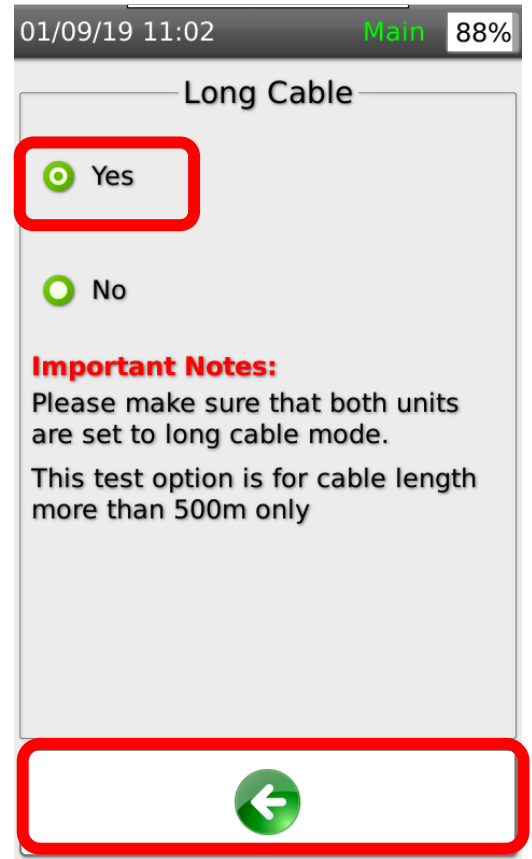 01/09/19 11:02 Main 88%
Long Cable
Yes
No
Important Notes:
Please make sure that both units
are set to long cable mode.
This test option is for cable length
more than 500m only